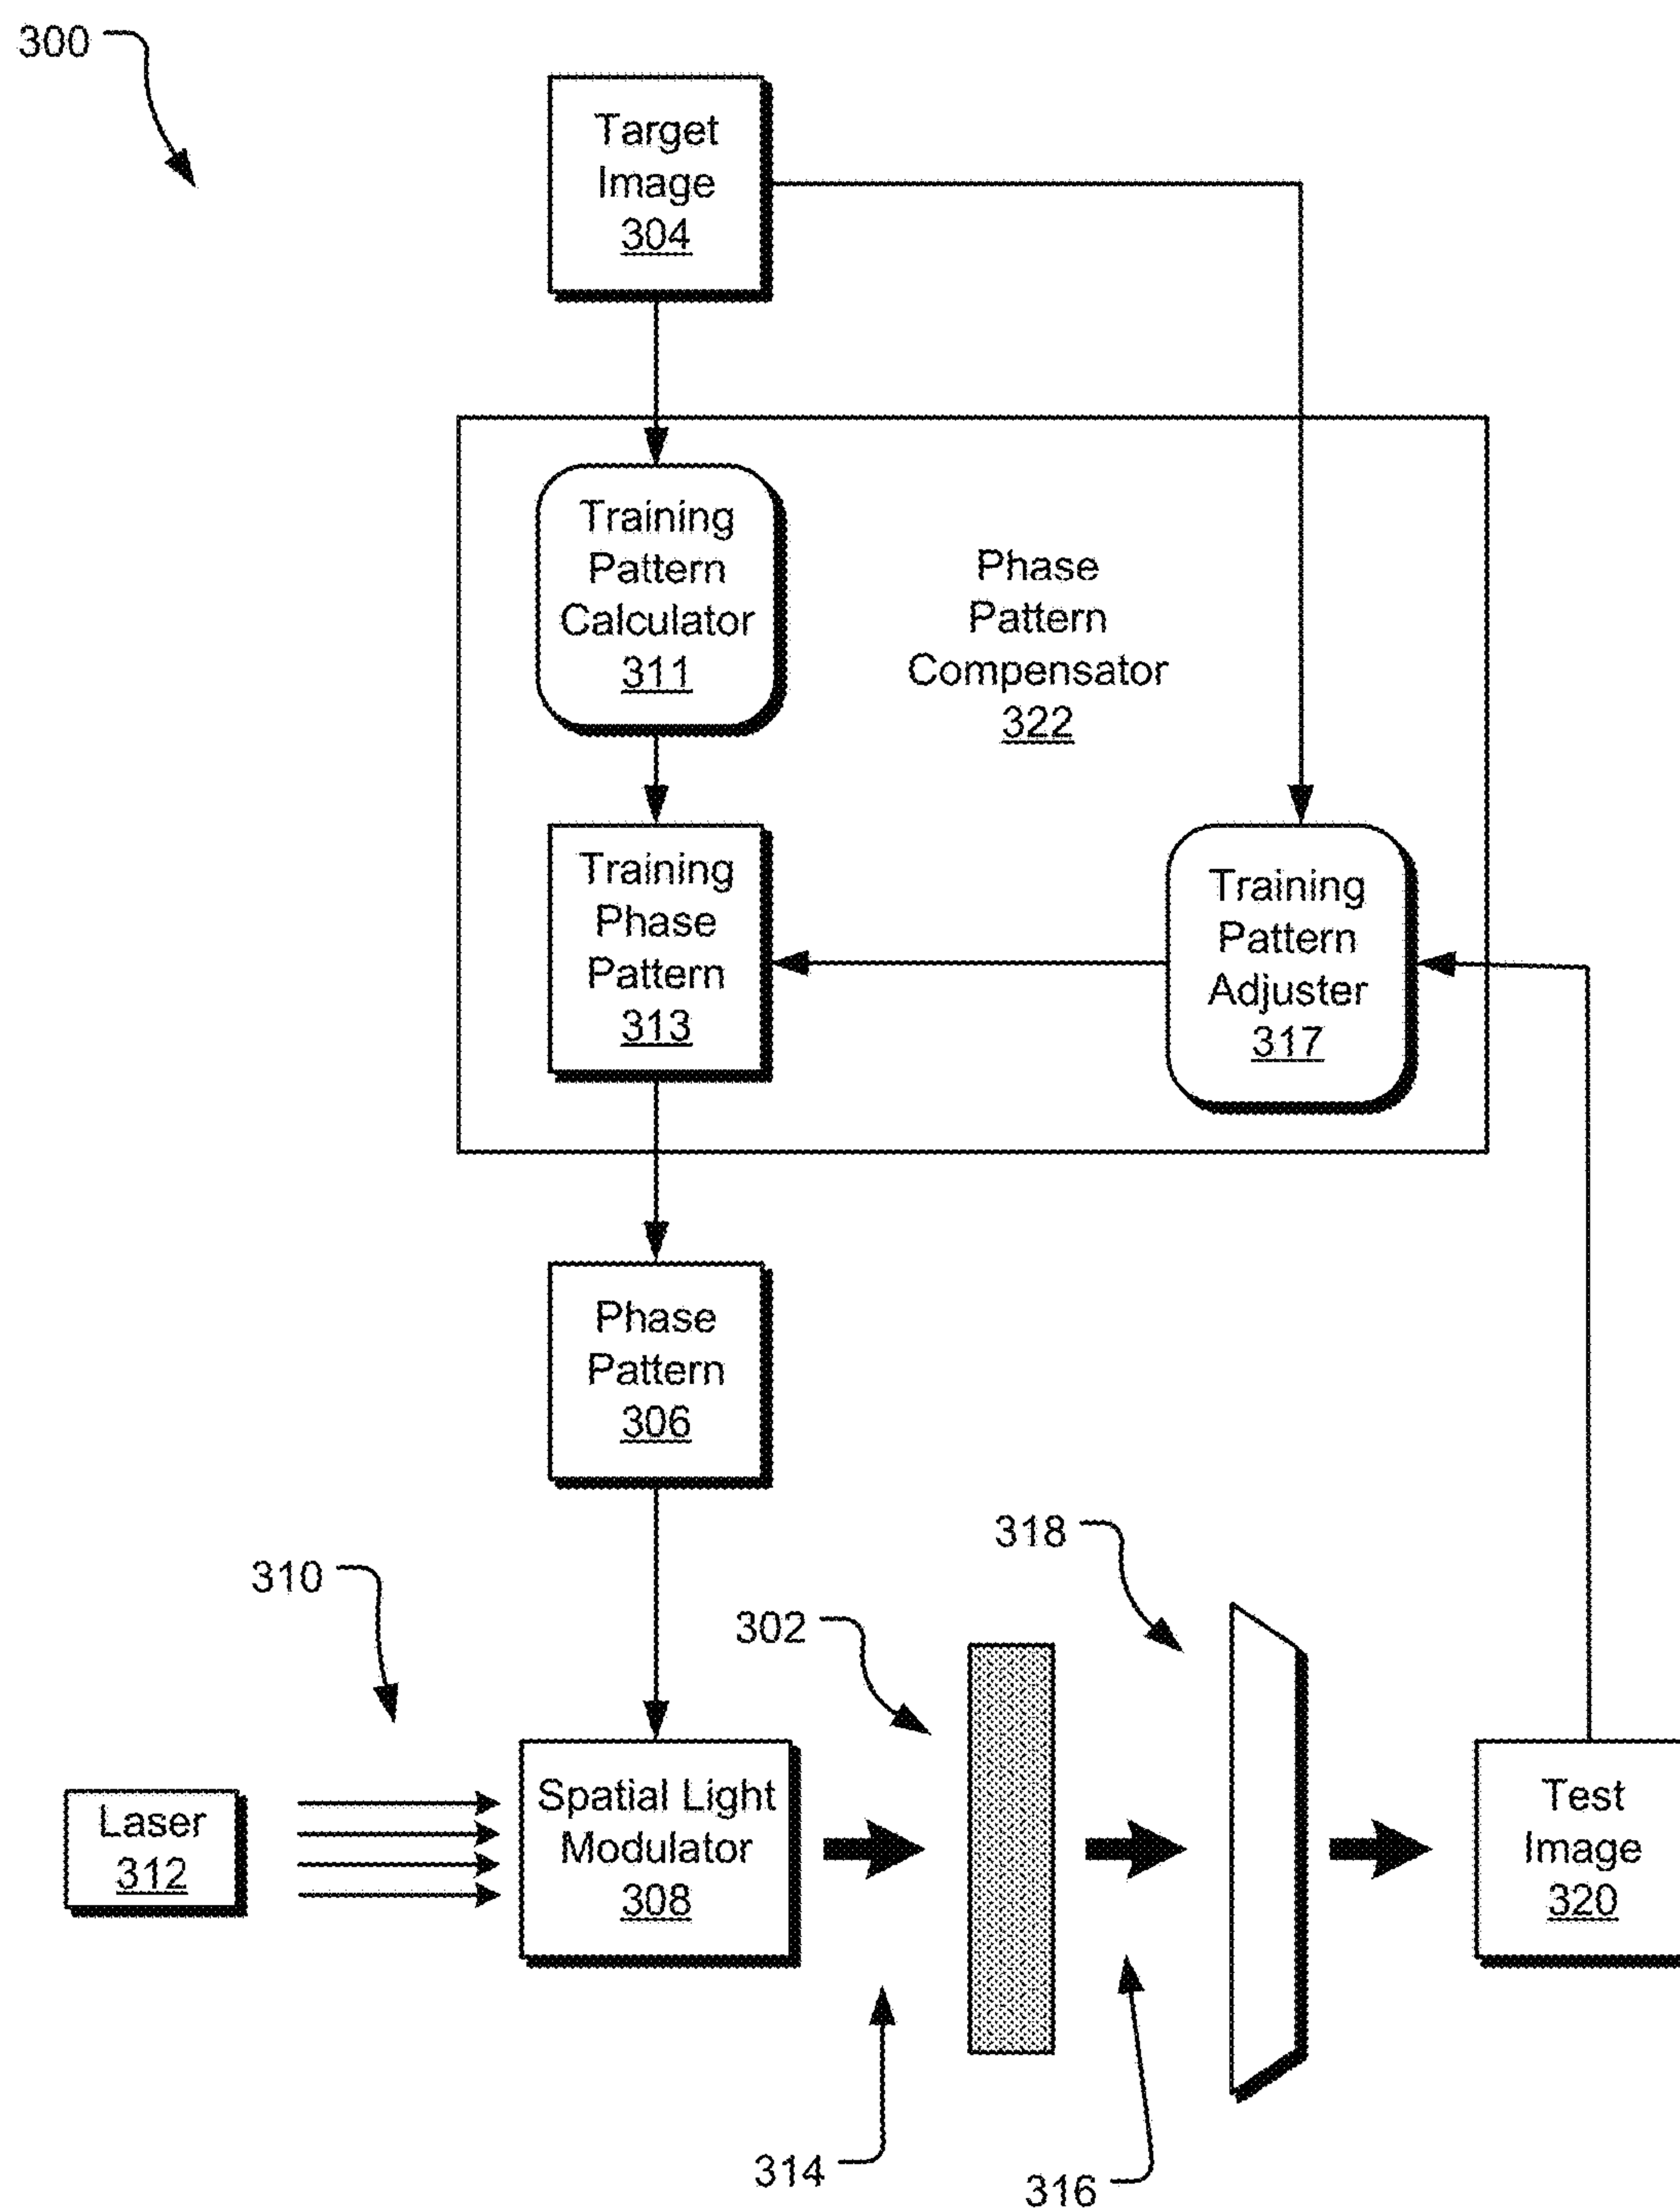 300
Target
Image
304
Training
Pattern
Calculator
311
Phase
Pattern
Compensator
322
Training
Phase
Pattern
313
Training
Pattern
Adjuster
317
Phase
Pattern
306
310
302
318
Laser
312
Spatial Light
Modulator
308
Test
Image
320
314
316